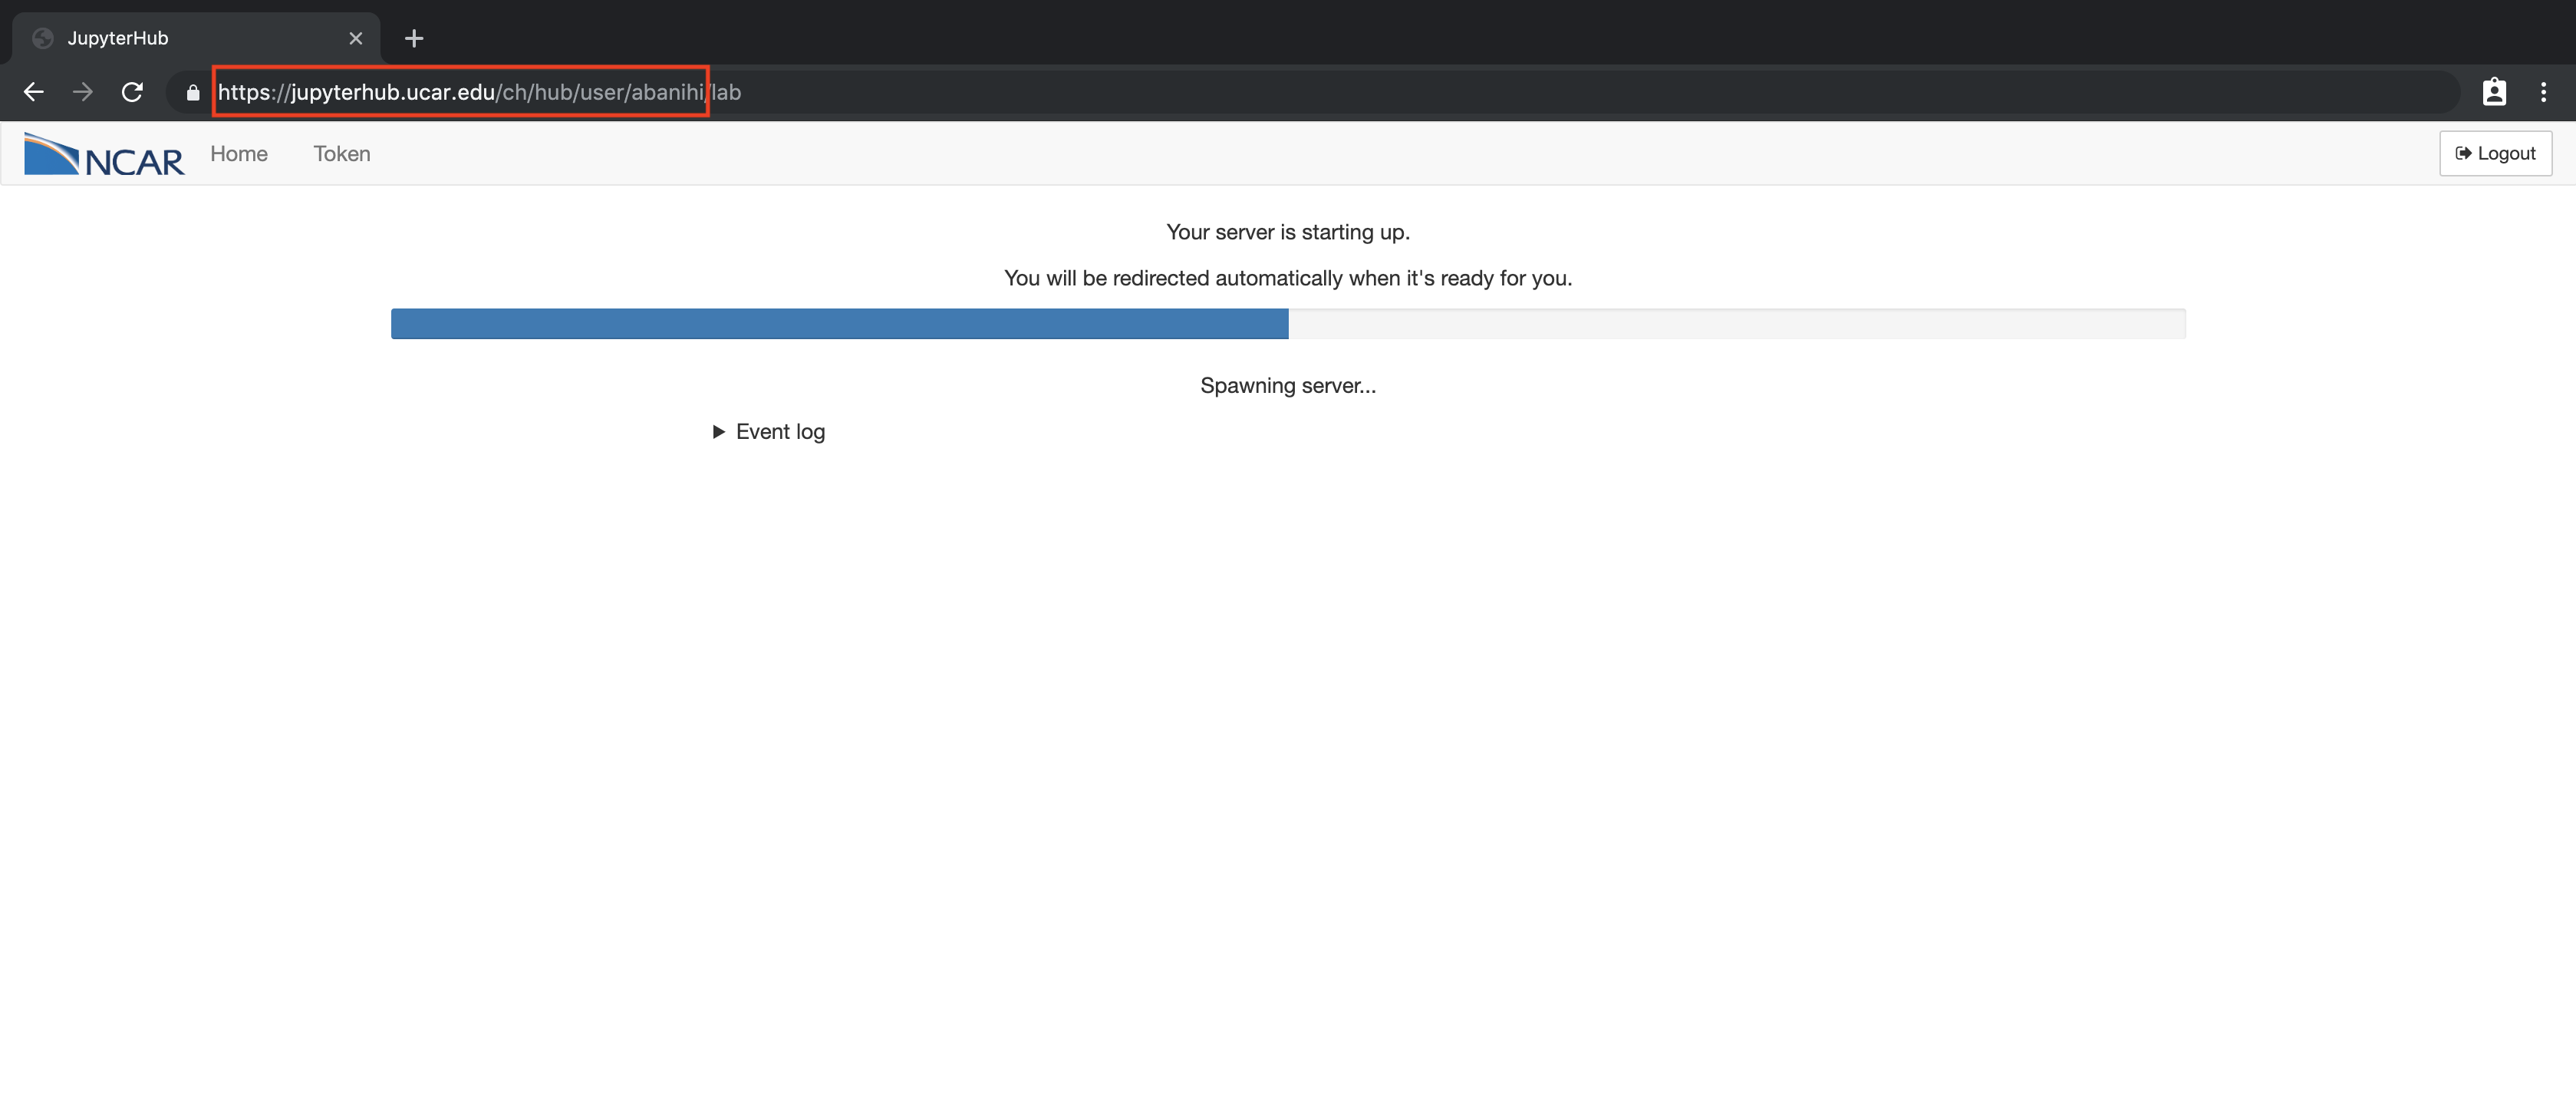 JupyterHub
https://jupyterhub.ucar.edu/ch/hub/user/abanihi/lab
NCAR Home Token Logout
Your server is starting up.
You will be redirected automatically when it's ready for you.
Spawning server...
Event log